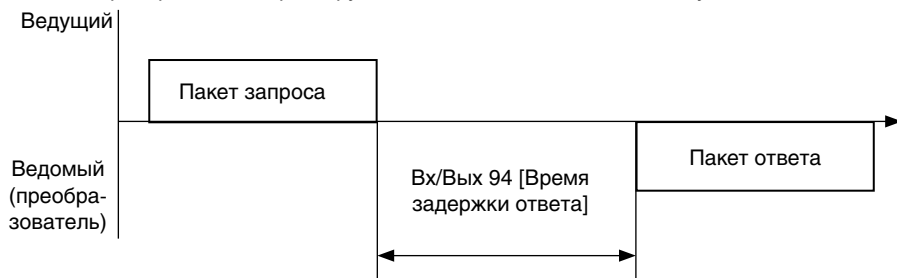 Ведущий
Пакет запроса
Ведомый
(преобра-
зователь)
Вх/Вых 94 [Время
задержки ответа]
Пакет ответа